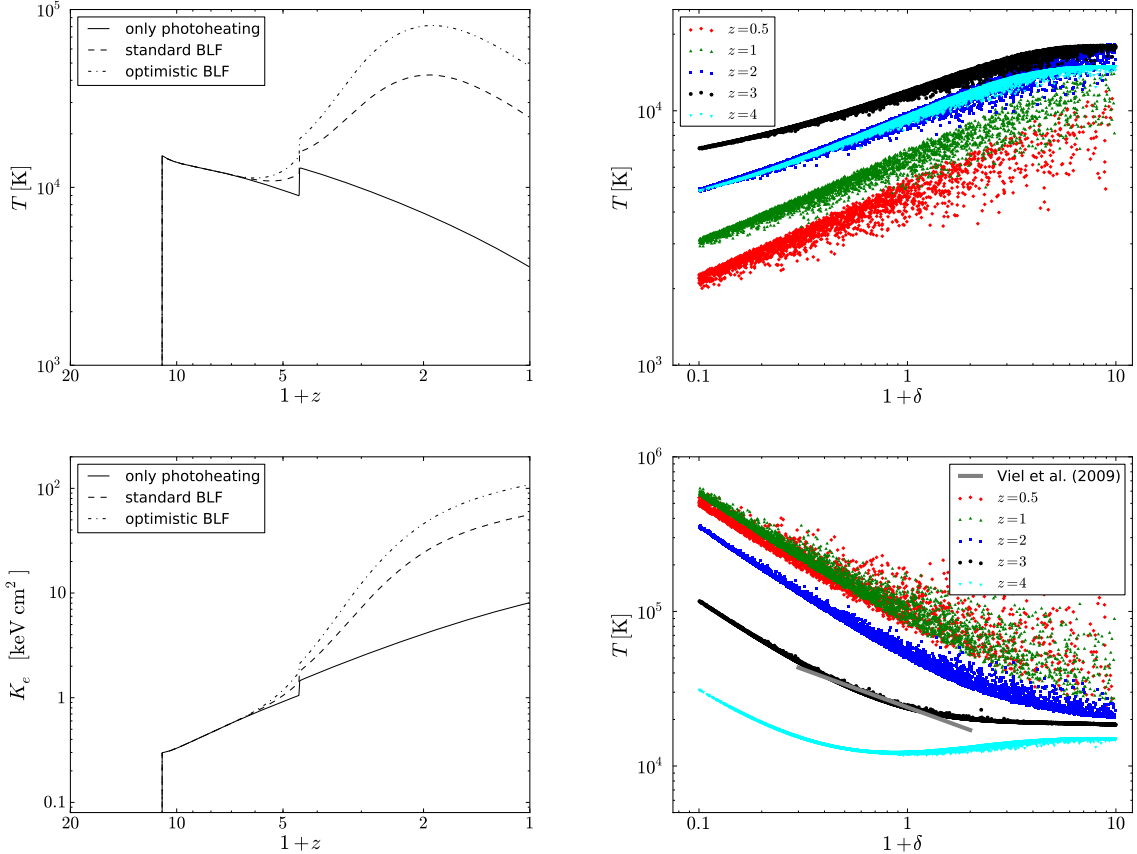 10^5
10^4
10^3
T [K]
only photoheating
standard BLF
optimistic BLF
20
10
5
2
1
1+z
T [K]
10^4
10^3
z=0.5
z=1
z=2
z=3
z=4
0.1
1
10
1+δ
K_e [keV cm^2]
10^2
10
1
0.1
only photoheating
standard BLF
optimistic BLF
20
10
5
2
1
1+z
T [K]
10^6
10^5
10^4
Viel et al. (2009)
z=0.5
z=1
z=2
z=3
z=4
0.1
1
10
1+δ